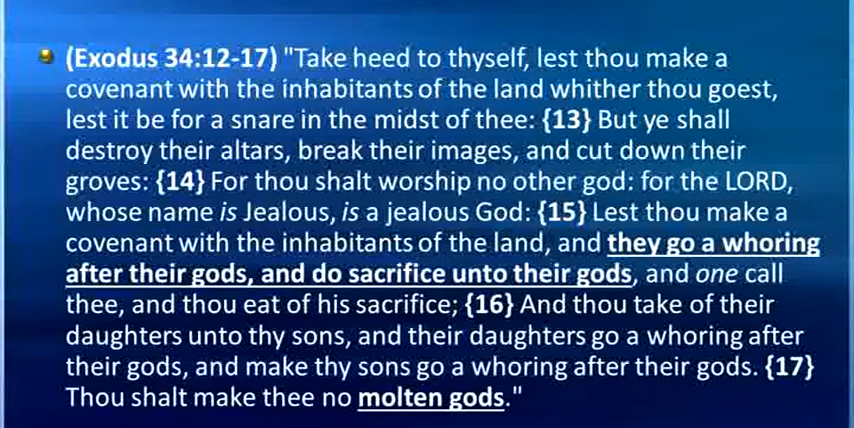 (Exodus 34:12-17) "Take heed to thyself, lest thou make a
covenant with the inhabitants of the land whither thou goest,
lest it be for a snare in the midst of thee: {13} But ye shall
destroy their altars, break their images, and cut down their
groves: {14} For thou shalt worship no other god: for the LORD,
whose name is Jealous, is a jealous God: {15} Lest thou make a
covenant with the inhabitants of the land, and they go a whoring
after their gods, and do sacrifice unto their gods, and one call
thee, and thou eat of his sacrifice; {16} And thou take of their
daughters unto thy sons, and their daughters go a whoring after
their gods, and make thy sons go a whoring after their gods. {17}
Thou shalt make thee no molten gods."